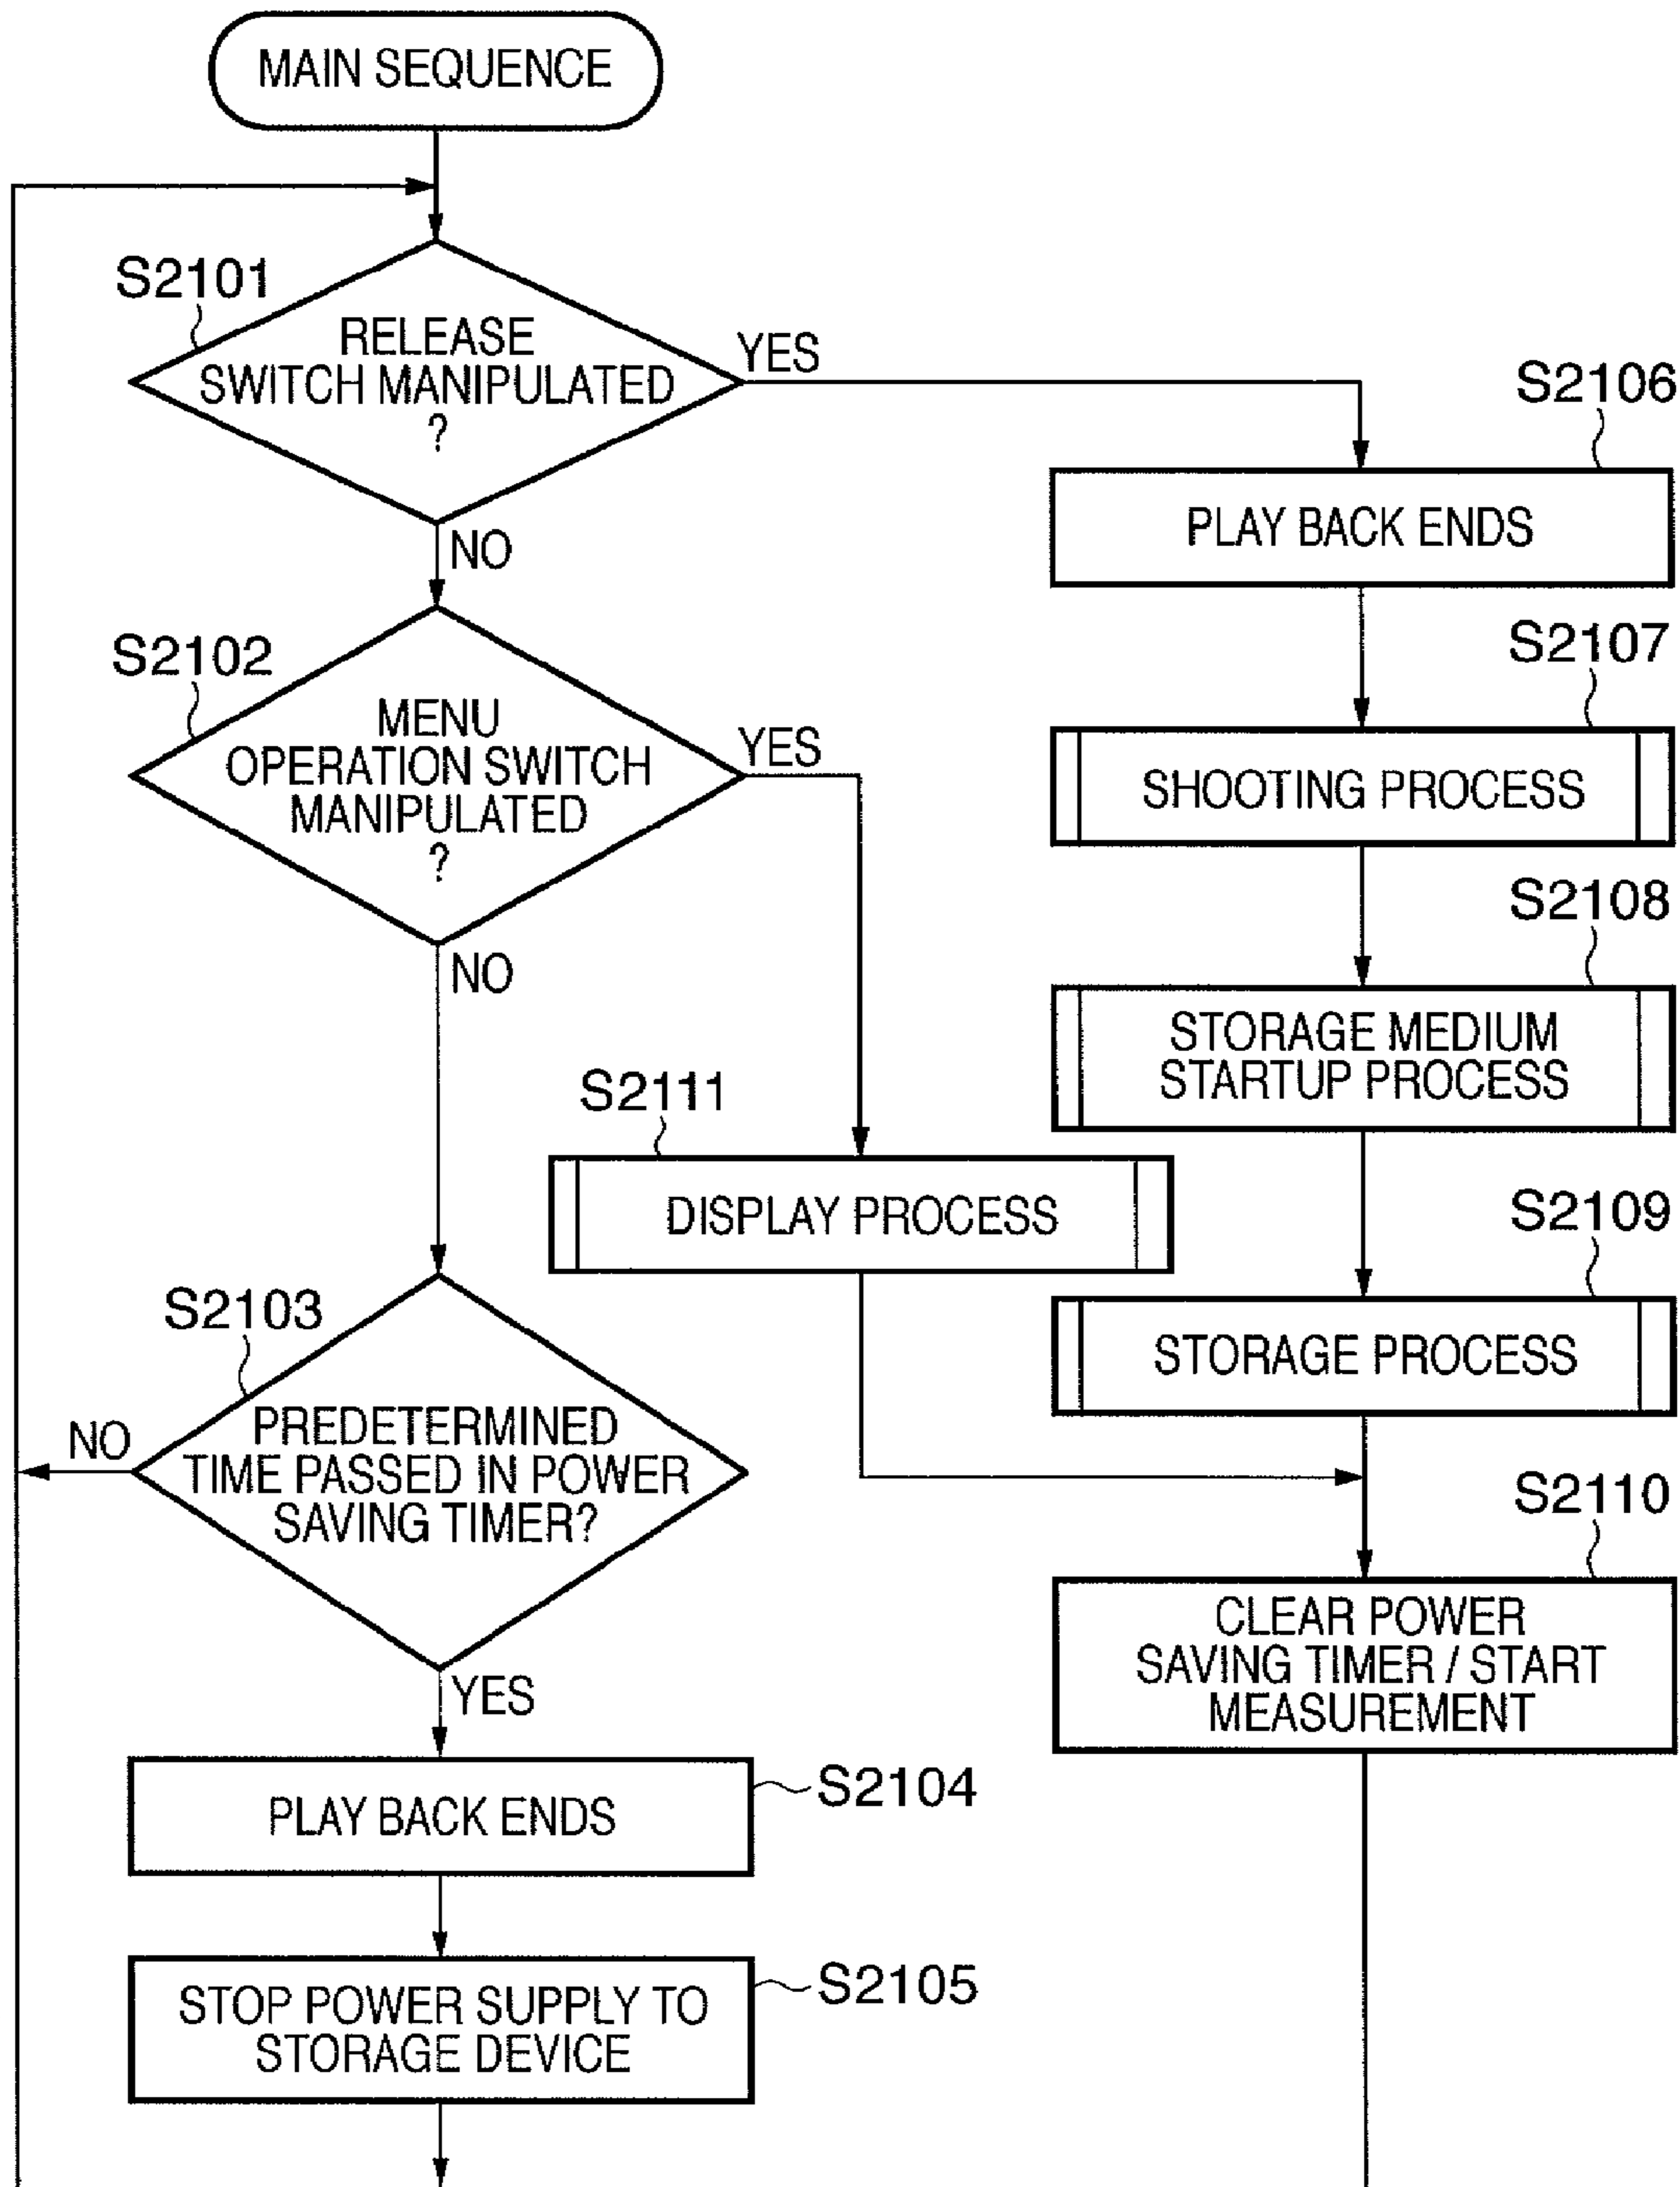 MAIN SEQUENCE
S2101
RELEASE
SWITCH MANIPULATED
?
YES
NO
S2106
PLAY BACK ENDS
S2102
MENU
OPERATION SWITCH
MANIPULATED
?
YES
NO
S2107
SHOOTING PROCESS
S2108
STORAGE MEDIUM
STARTUP PROCESS
S2111
DISPLAY PROCESS
S2109
STORAGE PROCESS
S2103
PREDETERMINED
TIME PASSED IN POWER
SAVING TIMER?
NO
YES
S2110
CLEAR POWER
SAVING TIMER / START
MEASUREMENT
PLAY BACK ENDS
S2104
STOP POWER SUPPLY TO
STORAGE DEVICE
S2105